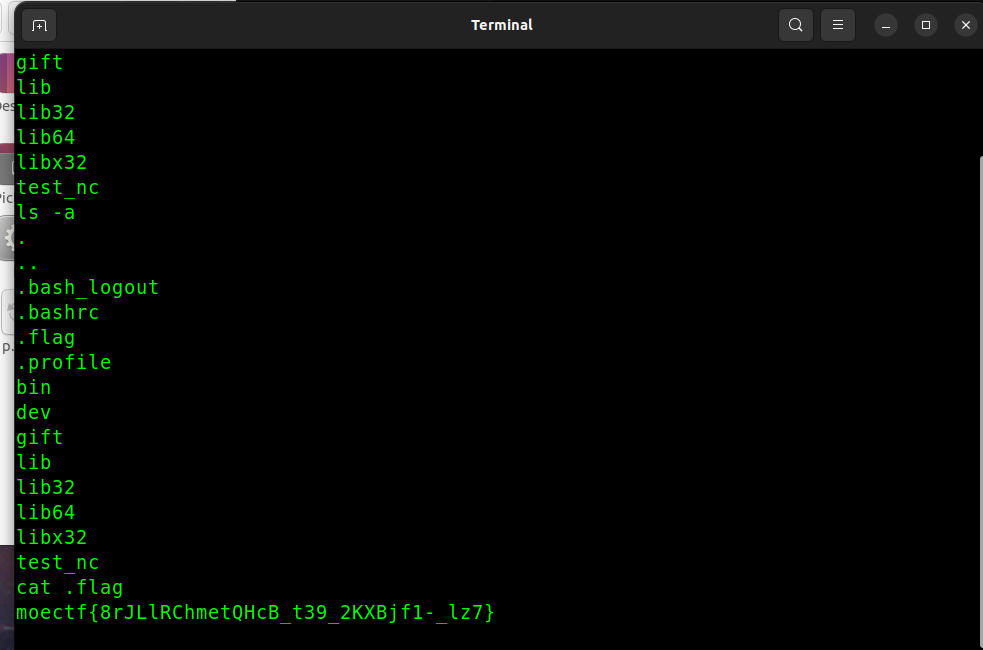 Terminal
gift
lib
lib32
lib64
libx32
test_nc
ls -a
.
..
.bash_logout
.bashrc
.flag
.profile
bin
dev
gift
lib
lib32
lib64
libx32
test_nc
cat .flag
moectf{8rJLlRChmetQHcB_t39_2KXBjf1-_lz7}